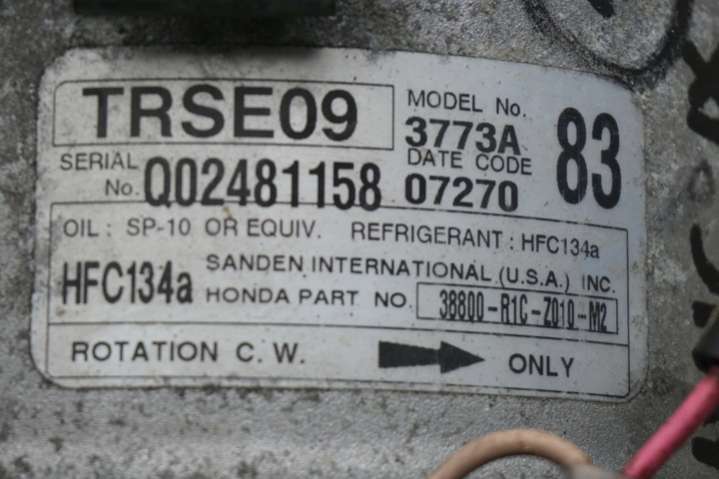 TRSE09
MODEL No.
3773A
83
SERIAL No. Q02481158
DATE CODE
07270
OIL : SP-10 OR EQUIV. REFRIGERANT : HFC134a
HFC134a
SANDEN INTERNATIONAL (U.S.A.) INC.
HONDA PART NO. 38800-R1C-Z010-M2
ROTATION C. W. ONLY